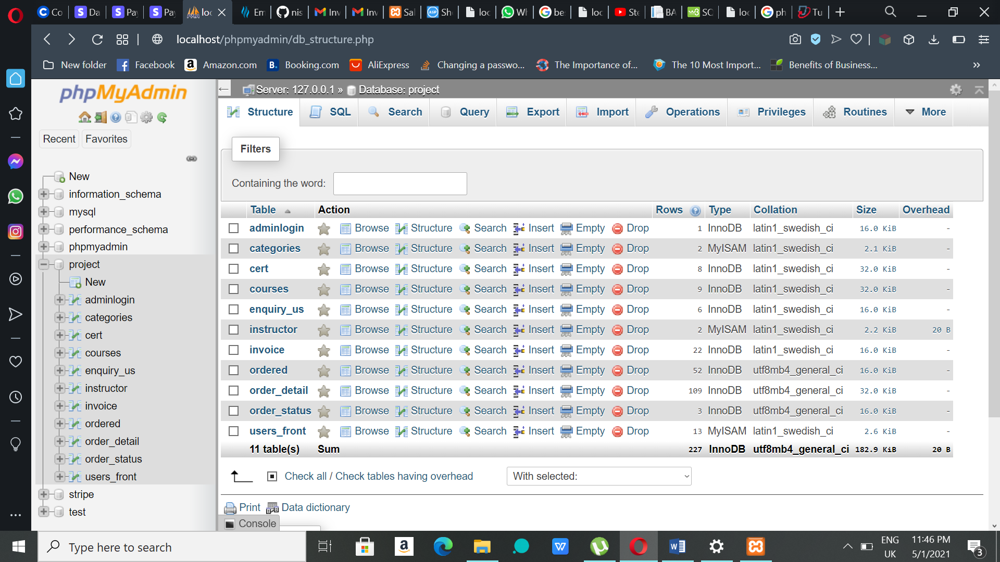 Co
Da
Pay
Pay
loc
Em
nis
Inv
Inv
Sal
Sh
loc
Wh
be
loc
Ste
BA
SQ
loc
ph
Tu
localhost/phpmyadmin/db_structure.php
New folder
Facebook
Amazon.com
Booking.com
AliExpress
Changing a passwo...
The Importance of...
The 10 Most Import...
Benefits of Business...
»
phpMyAdmin
Recent
Favorites
New
information_schema
mysql
performance_schema
phpmyadmin
project
New
adminlogin
categories
cert
courses
enquiry_us
instructor
invoice
ordered
order_detail
order_status
users_front
stripe
test
Server: 127.0.0.1 » Database: project
Structure SQL Search Query Export Import Operations Privileges Routines More
Filters
Containing the word:
Table Action Rows Type Collation Size Overhead
adminlogin Browse Structure Search Insert Empty Drop 1 InnoDB latin1_swedish_ci 16.0 KiB -
categories Browse Structure Search Insert Empty Drop 2 MyISAM latin1_swedish_ci 2.1 KiB -
cert Browse Structure Search Insert Empty Drop 8 InnoDB latin1_swedish_ci 32.0 KiB -
courses Browse Structure Search Insert Empty Drop 9 InnoDB latin1_swedish_ci 32.0 KiB -
enquiry_us Browse Structure Search Insert Empty Drop 6 InnoDB latin1_swedish_ci 16.0 KiB -
instructor Browse Structure Search Insert Empty Drop 2 MyISAM latin1_swedish_ci 2.2 KiB 20 B
invoice Browse Structure Search Insert Empty Drop 22 InnoDB latin1_swedish_ci 16.0 KiB -
ordered Browse Structure Search Insert Empty Drop 52 InnoDB utf8mb4_general_ci 16.0 KiB -
order_detail Browse Structure Search Insert Empty Drop 109 InnoDB utf8mb4_general_ci 32.0 KiB -
order_status Browse Structure Search Insert Empty Drop 3 InnoDB utf8mb4_general_ci 16.0 KiB -
users_front Browse Structure Search Insert Empty Drop 13 MyISAM latin1_swedish_ci 2.6 KiB -
11 table(s) Sum 227 InnoDB utf8mb4_general_ci 182.9 KiB 20 B
Check all / Check tables having overhead
With selected:
Print Data dictionary
Console
Type here to search
ENG
UK
11:46 PM
5/1/2021
3